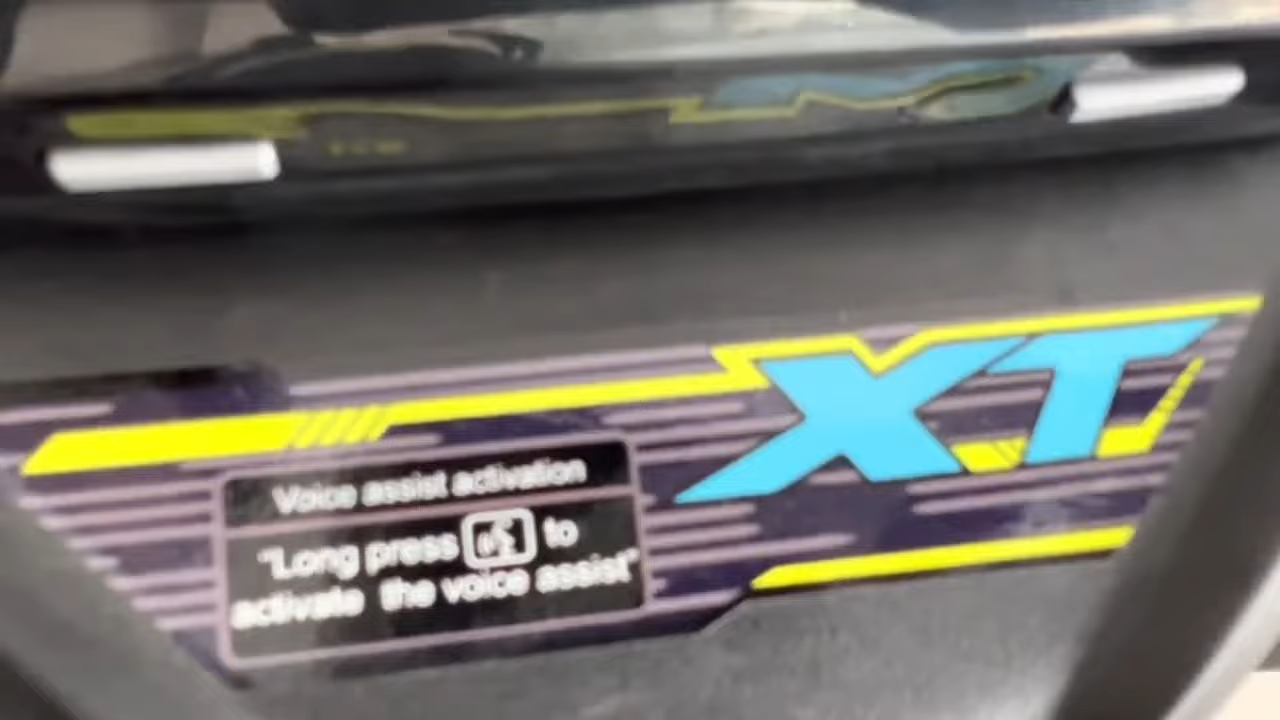 XT
Voice assist activation
"Long press to
activate the voice assist"